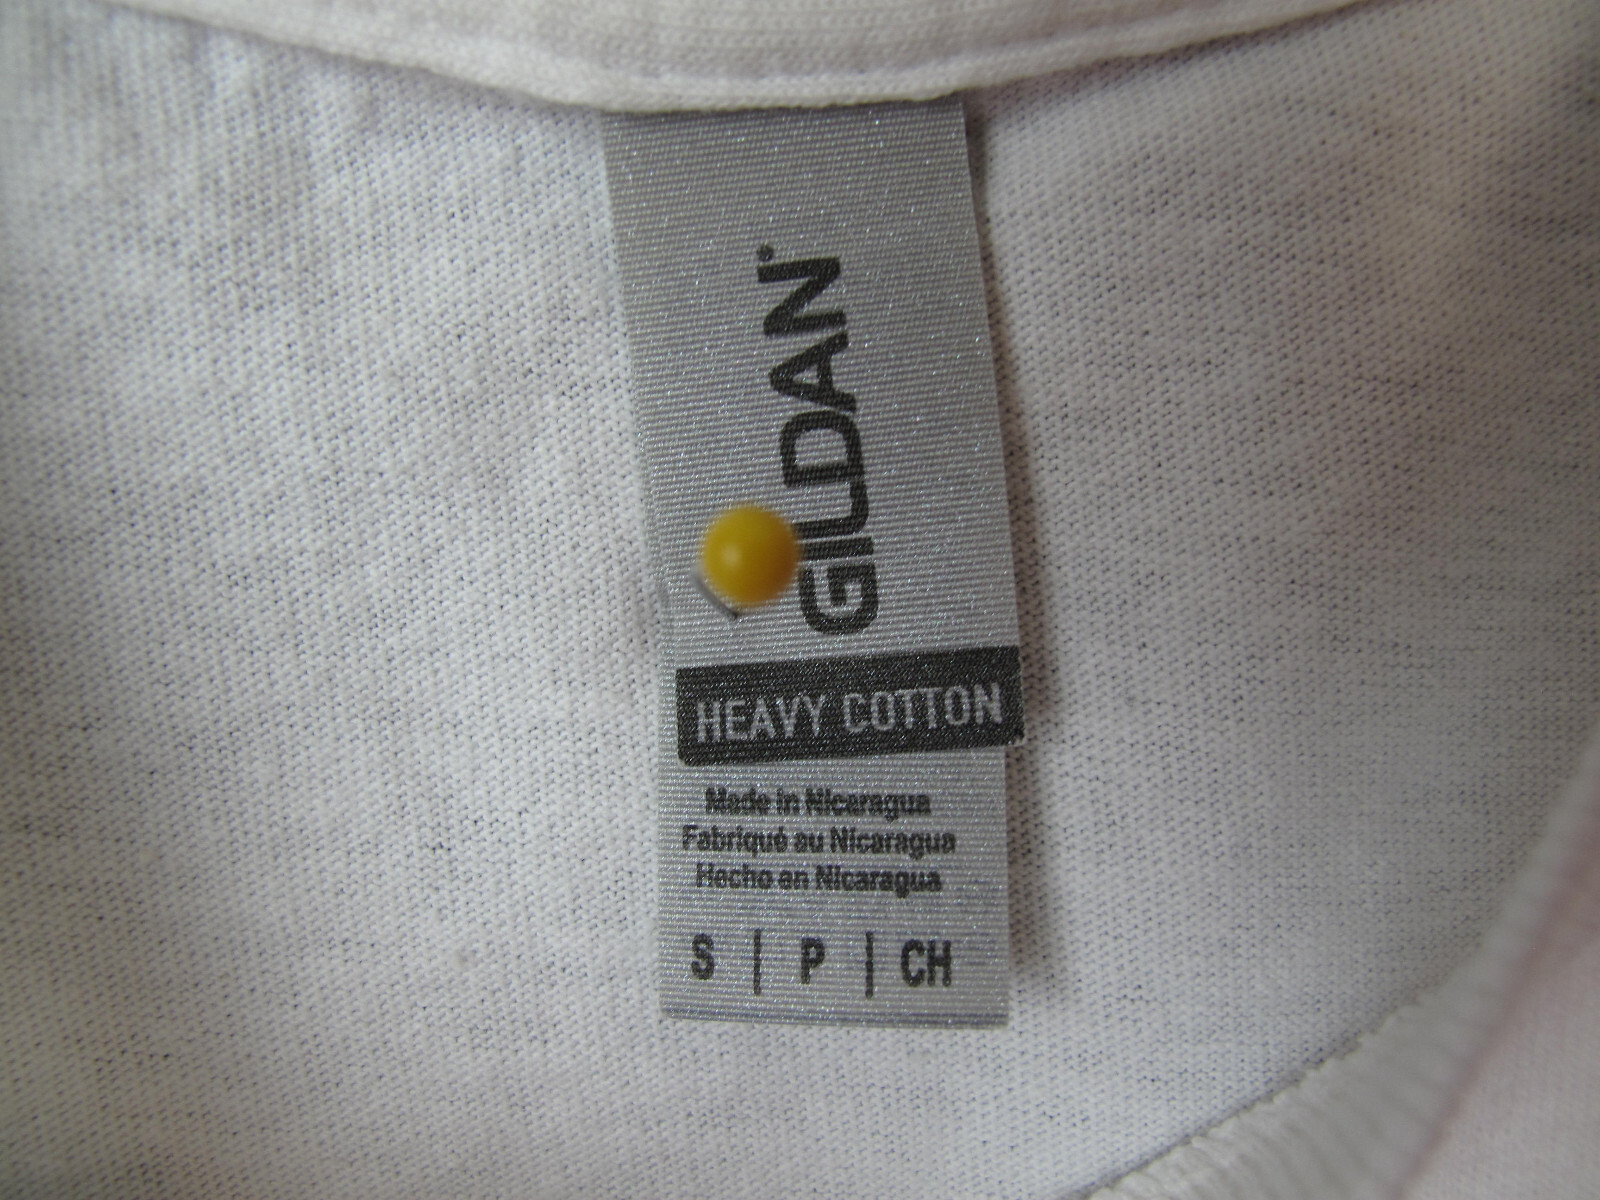 GILDAN
HEAVY COTTON
Made in Nicaragua
Fabriqué au Nicaragua
Hecho en Nicaragua
S | P | CH